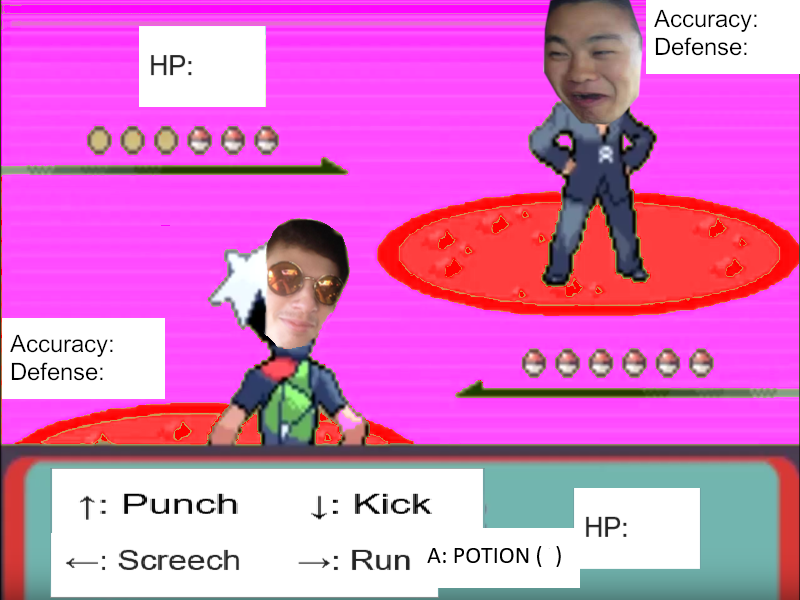 Accuracy:
Defense:
HP:
Accuracy:
Defense:
↑: Punch ↓: Kick
←: Screech →: Run
A: POTION ( )
HP: